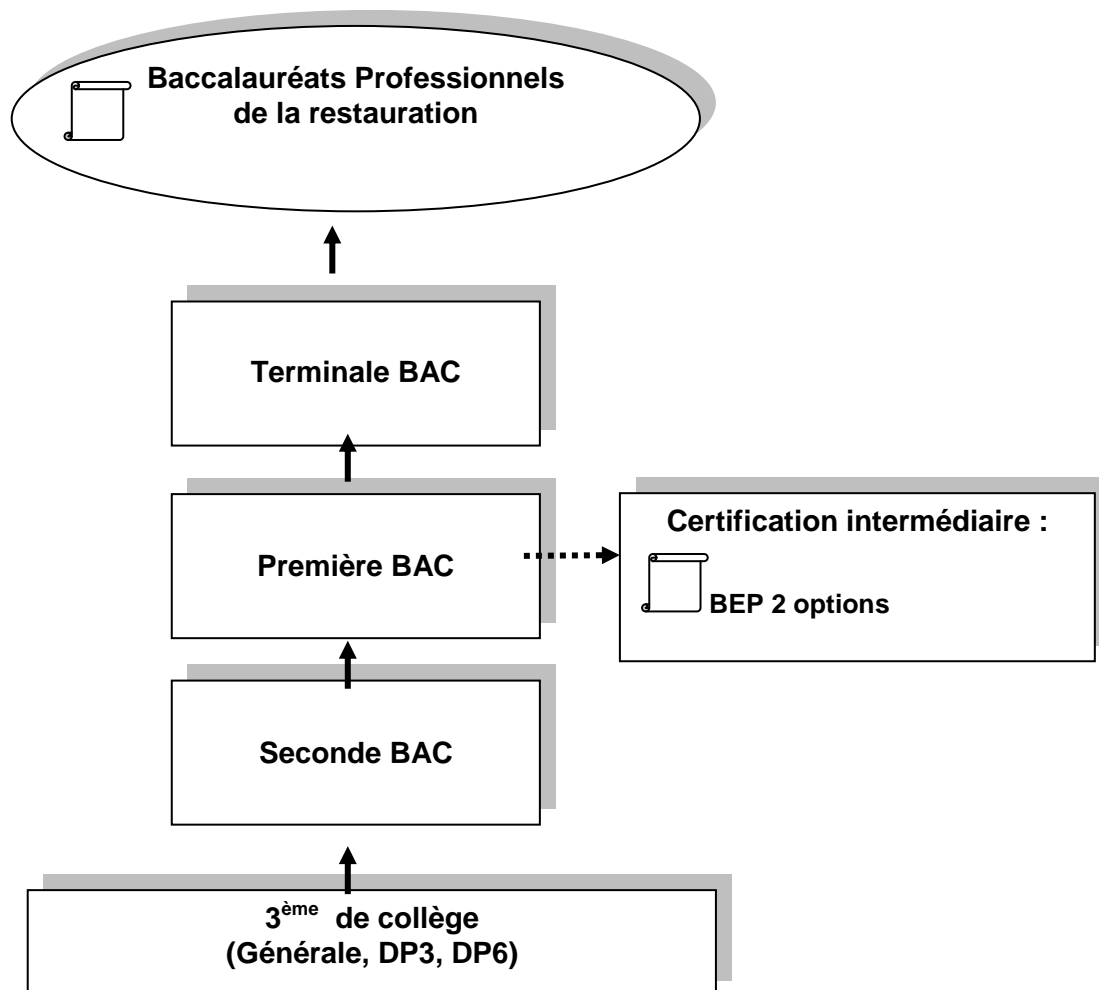 Baccalauréats Professionnels
de la restauration
Terminale BAC
Première BAC
Certification intermédiaire :
BEP 2 options
Seconde BAC
3ème de collège
(Générale, DP3, DP6)